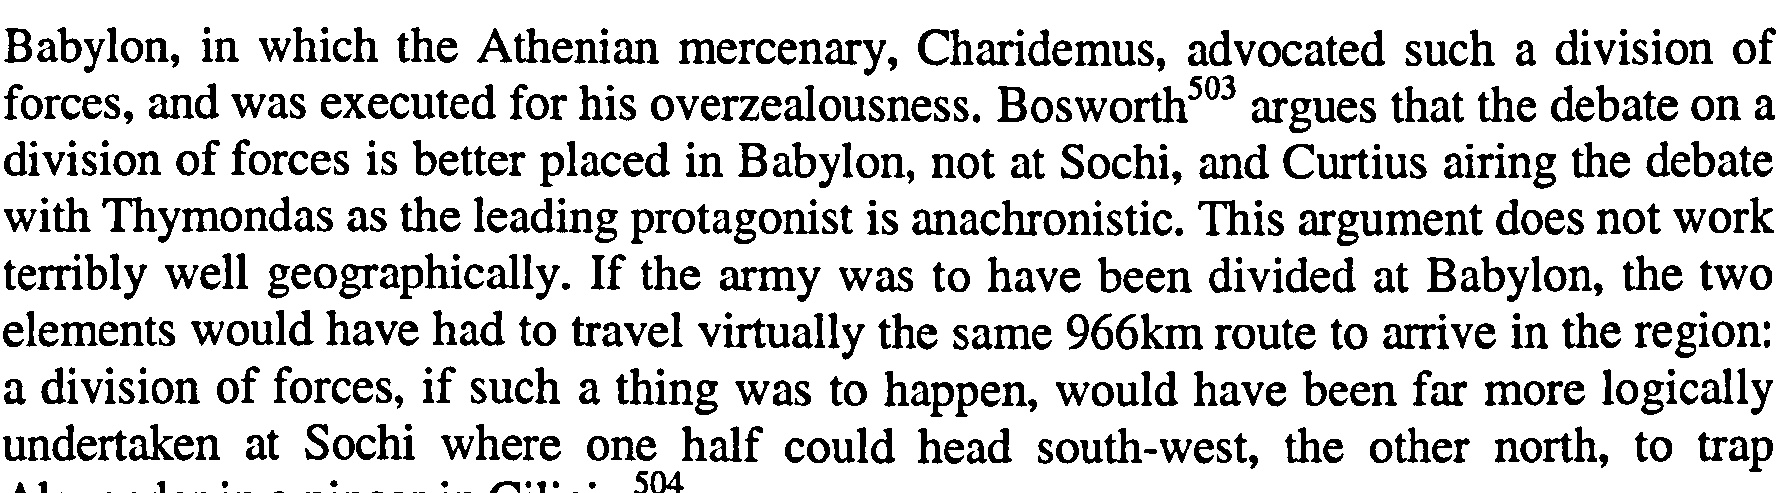 Babylon, in which the Athenian mercenary, Charidemus, advocated such a division of
forces, and was executed for his overzealousness. Bosworth503 argues that the debate on a
division of forces is better placed in Babylon, not at Sochi, and Curtius airing the debate
with Thymondas as the leading protagonist is anachronistic. This argument does not work
terribly well geographically. If the army was to have been divided at Babylon, the two
elements would have had to travel virtually the same 966km route to arrive in the region:
a division of forces, if such a thing was to happen, would have been far more logically
undertaken at Sochi where one half could head south-west, the other north, to trap
504